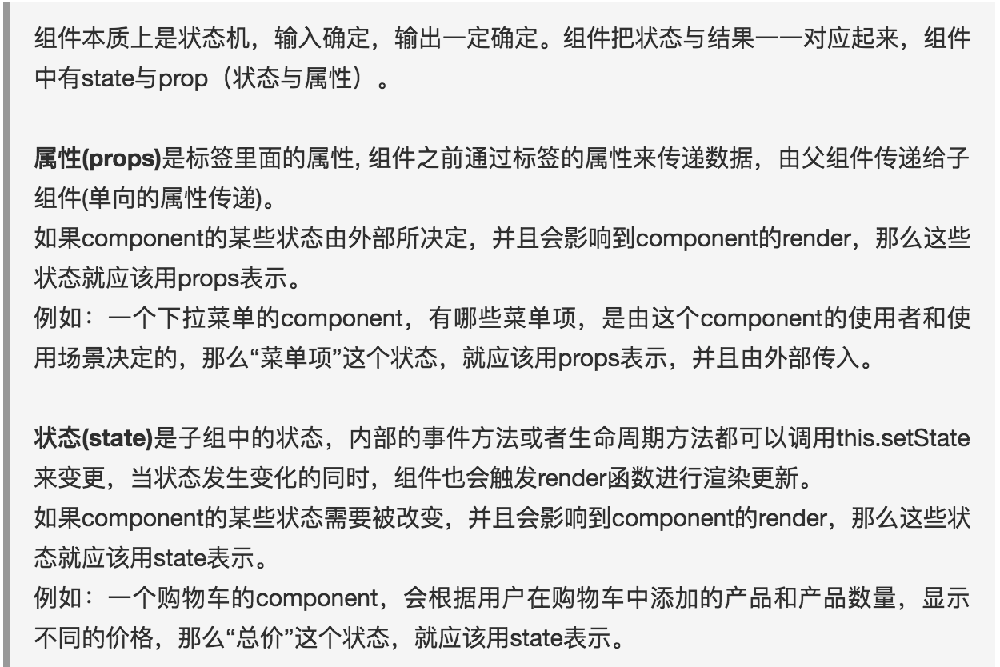 组件本质上是状态机，输入确定，输出一定确定。组件把状态与结果一一对应起来，组件
中有state与prop（状态与属性）。
属性(props)是标签里面的属性, 组件之前通过标签的属性来传递数据，由父组件传递给子
组件(单向的属性传递)。
如果component的某些状态由外部所决定，并且会影响到component的render，那么这些
状态就应该用props表示。
例如：一个下拉菜单的component，有哪些菜单项，是由这个component的使用者和使
用场景决定的，那么“菜单项”这个状态，就应该用props表示，并且由外部传入。
状态(state)是子组中的状态，内部的事件方法或者生命周期方法都可以调用this.setState
来变更，当状态发生变化的同时，组件也会触发render函数进行渲染更新。
如果component的某些状态需要被改变，并且会影响到component的render，那么这些状
态就应该用state表示。
例如：一个购物车的component，会根据用户在购物车中添加的产品和产品数量，显示
不同的价格，那么“总价”这个状态，就应该用state表示。